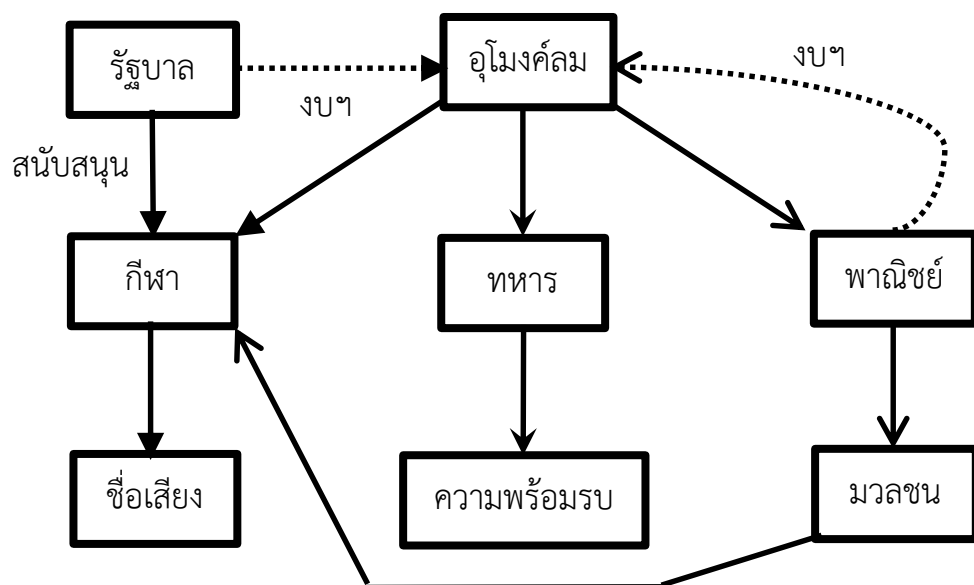 รัฐบาล
อุโมงค์ลม
งบฯ
งบฯ
สนับสนุน
กีฬา
ทหาร
พาณิชย์
ชื่อเสียง
ความพร้อมรบ
มวลชน